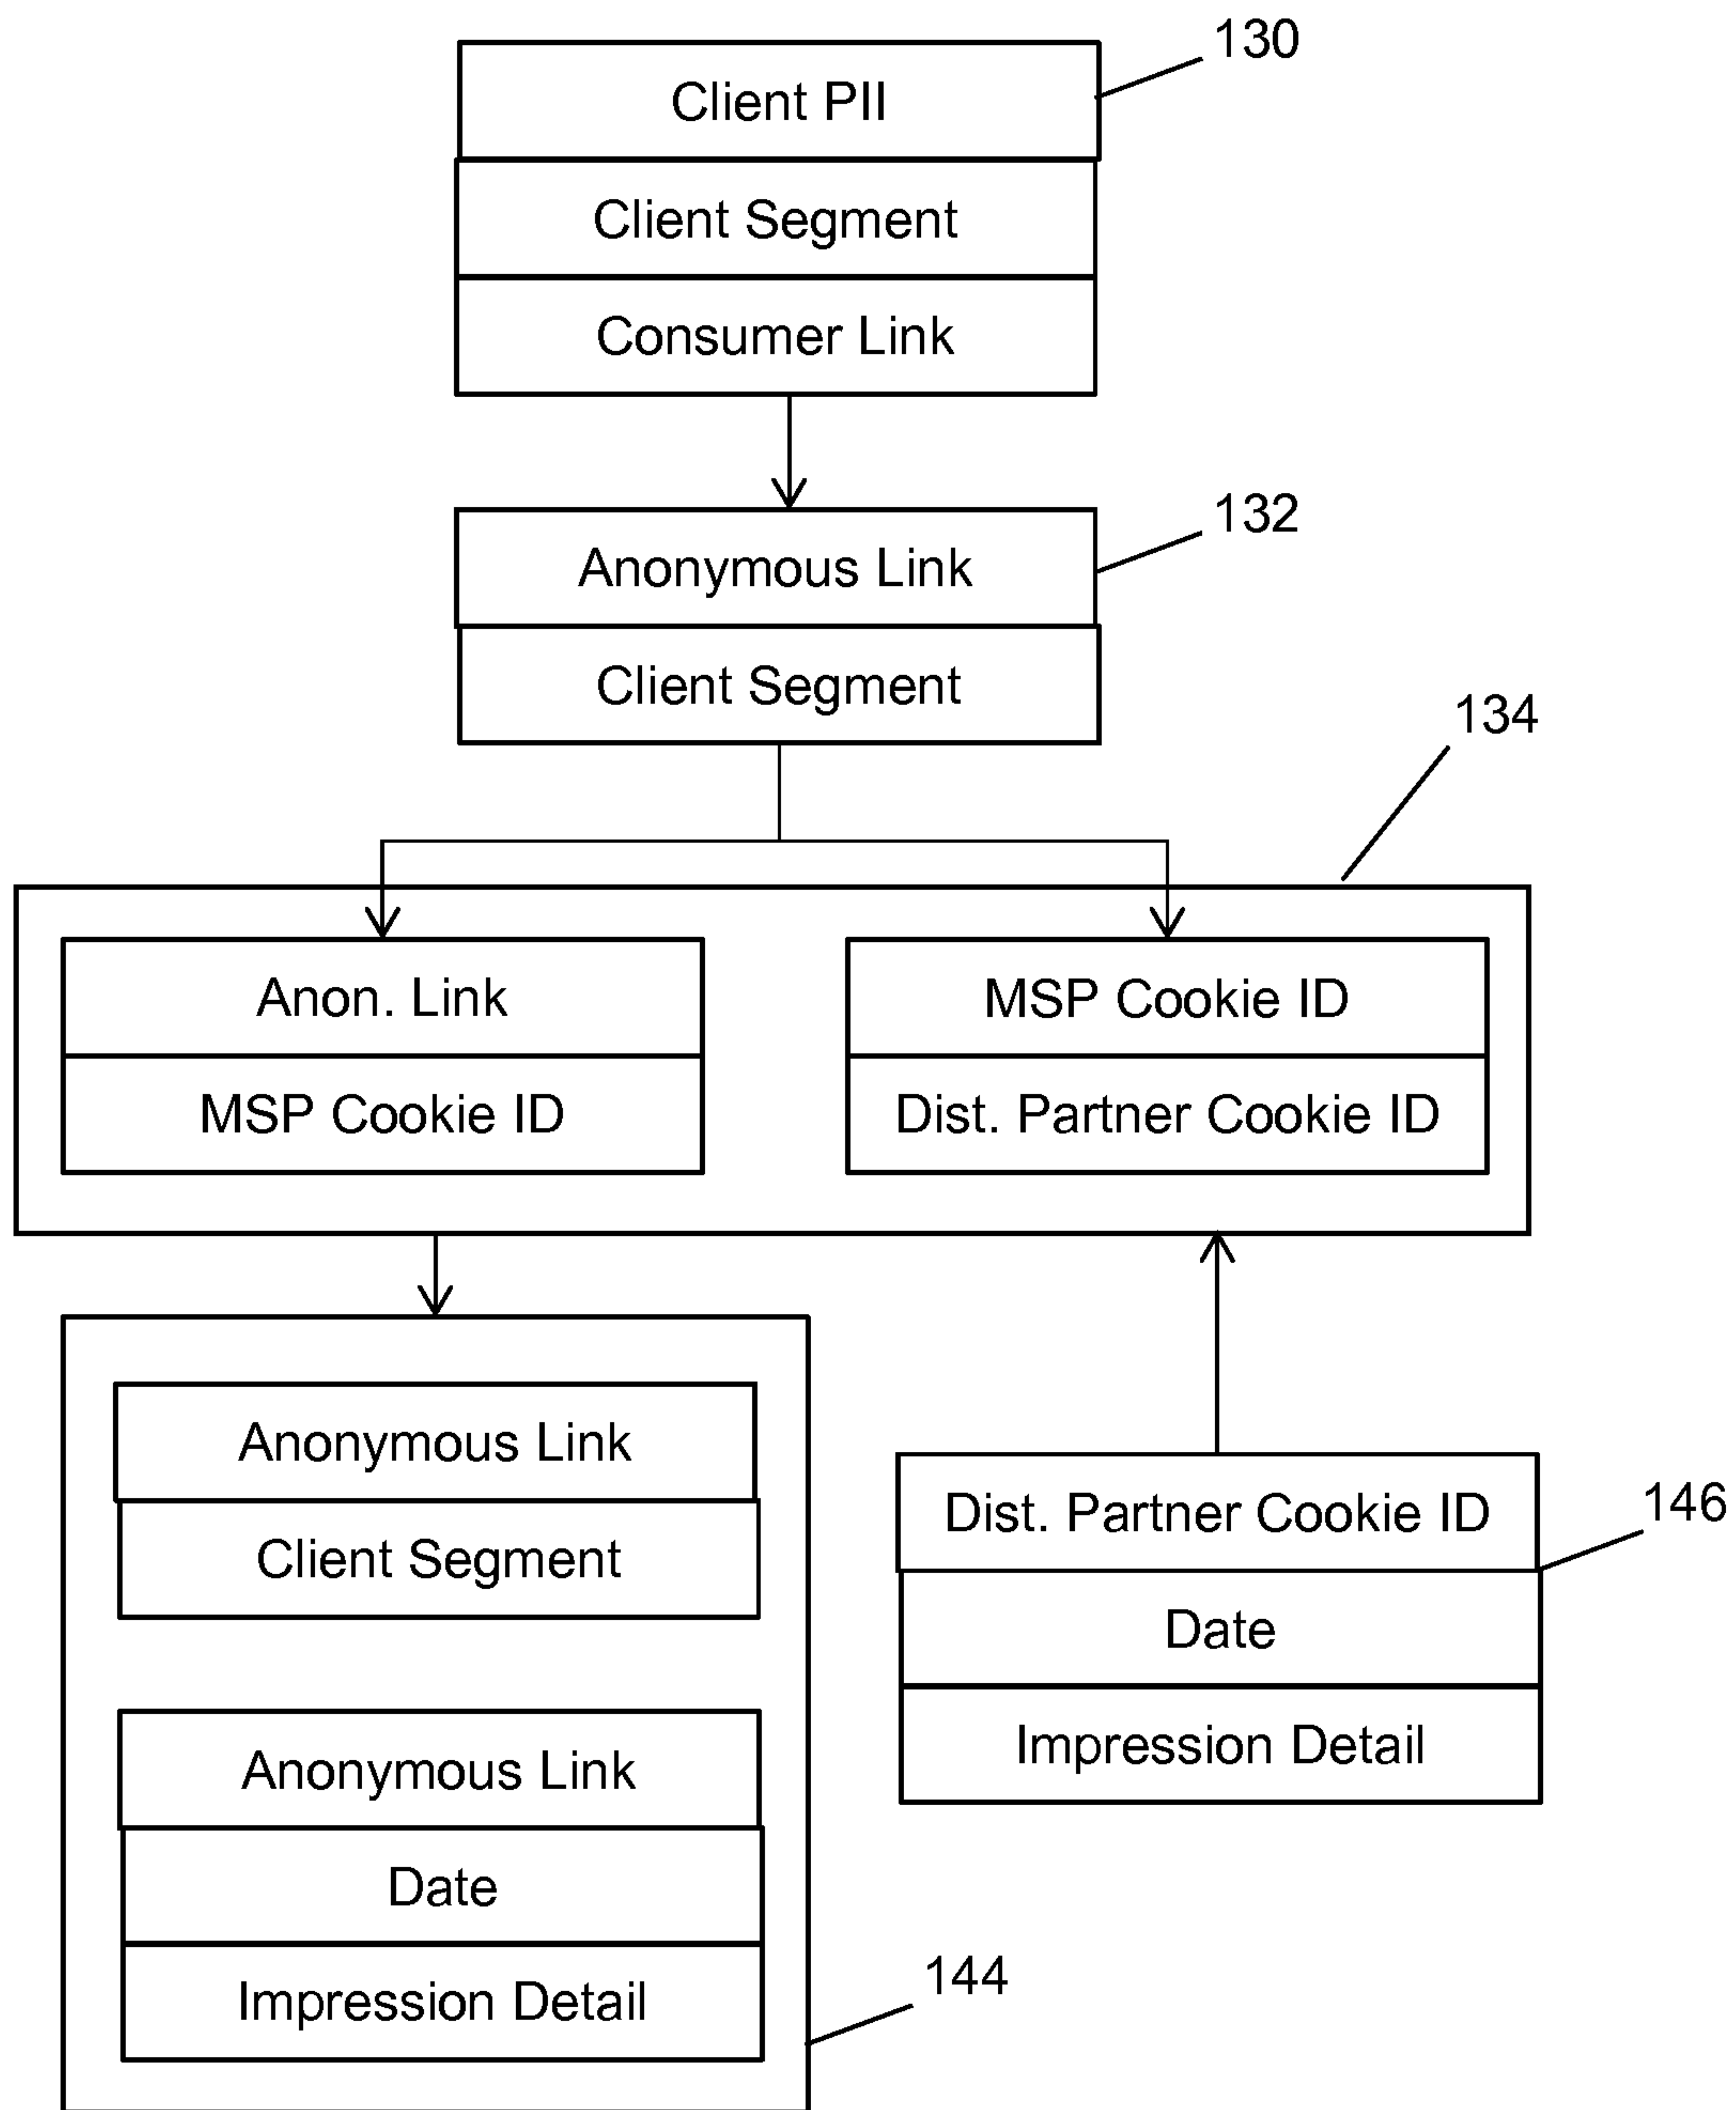 130
Client PII
Client Segment
Consumer Link
132
Anonymous Link
Client Segment
134
Anon. Link
MSP Cookie ID
MSP Cookie ID
Dist. Partner Cookie ID
Anonymous Link
Client Segment
Anonymous Link
Date
Impression Detail
144
Dist. Partner Cookie ID
146
Date
Impression Detail